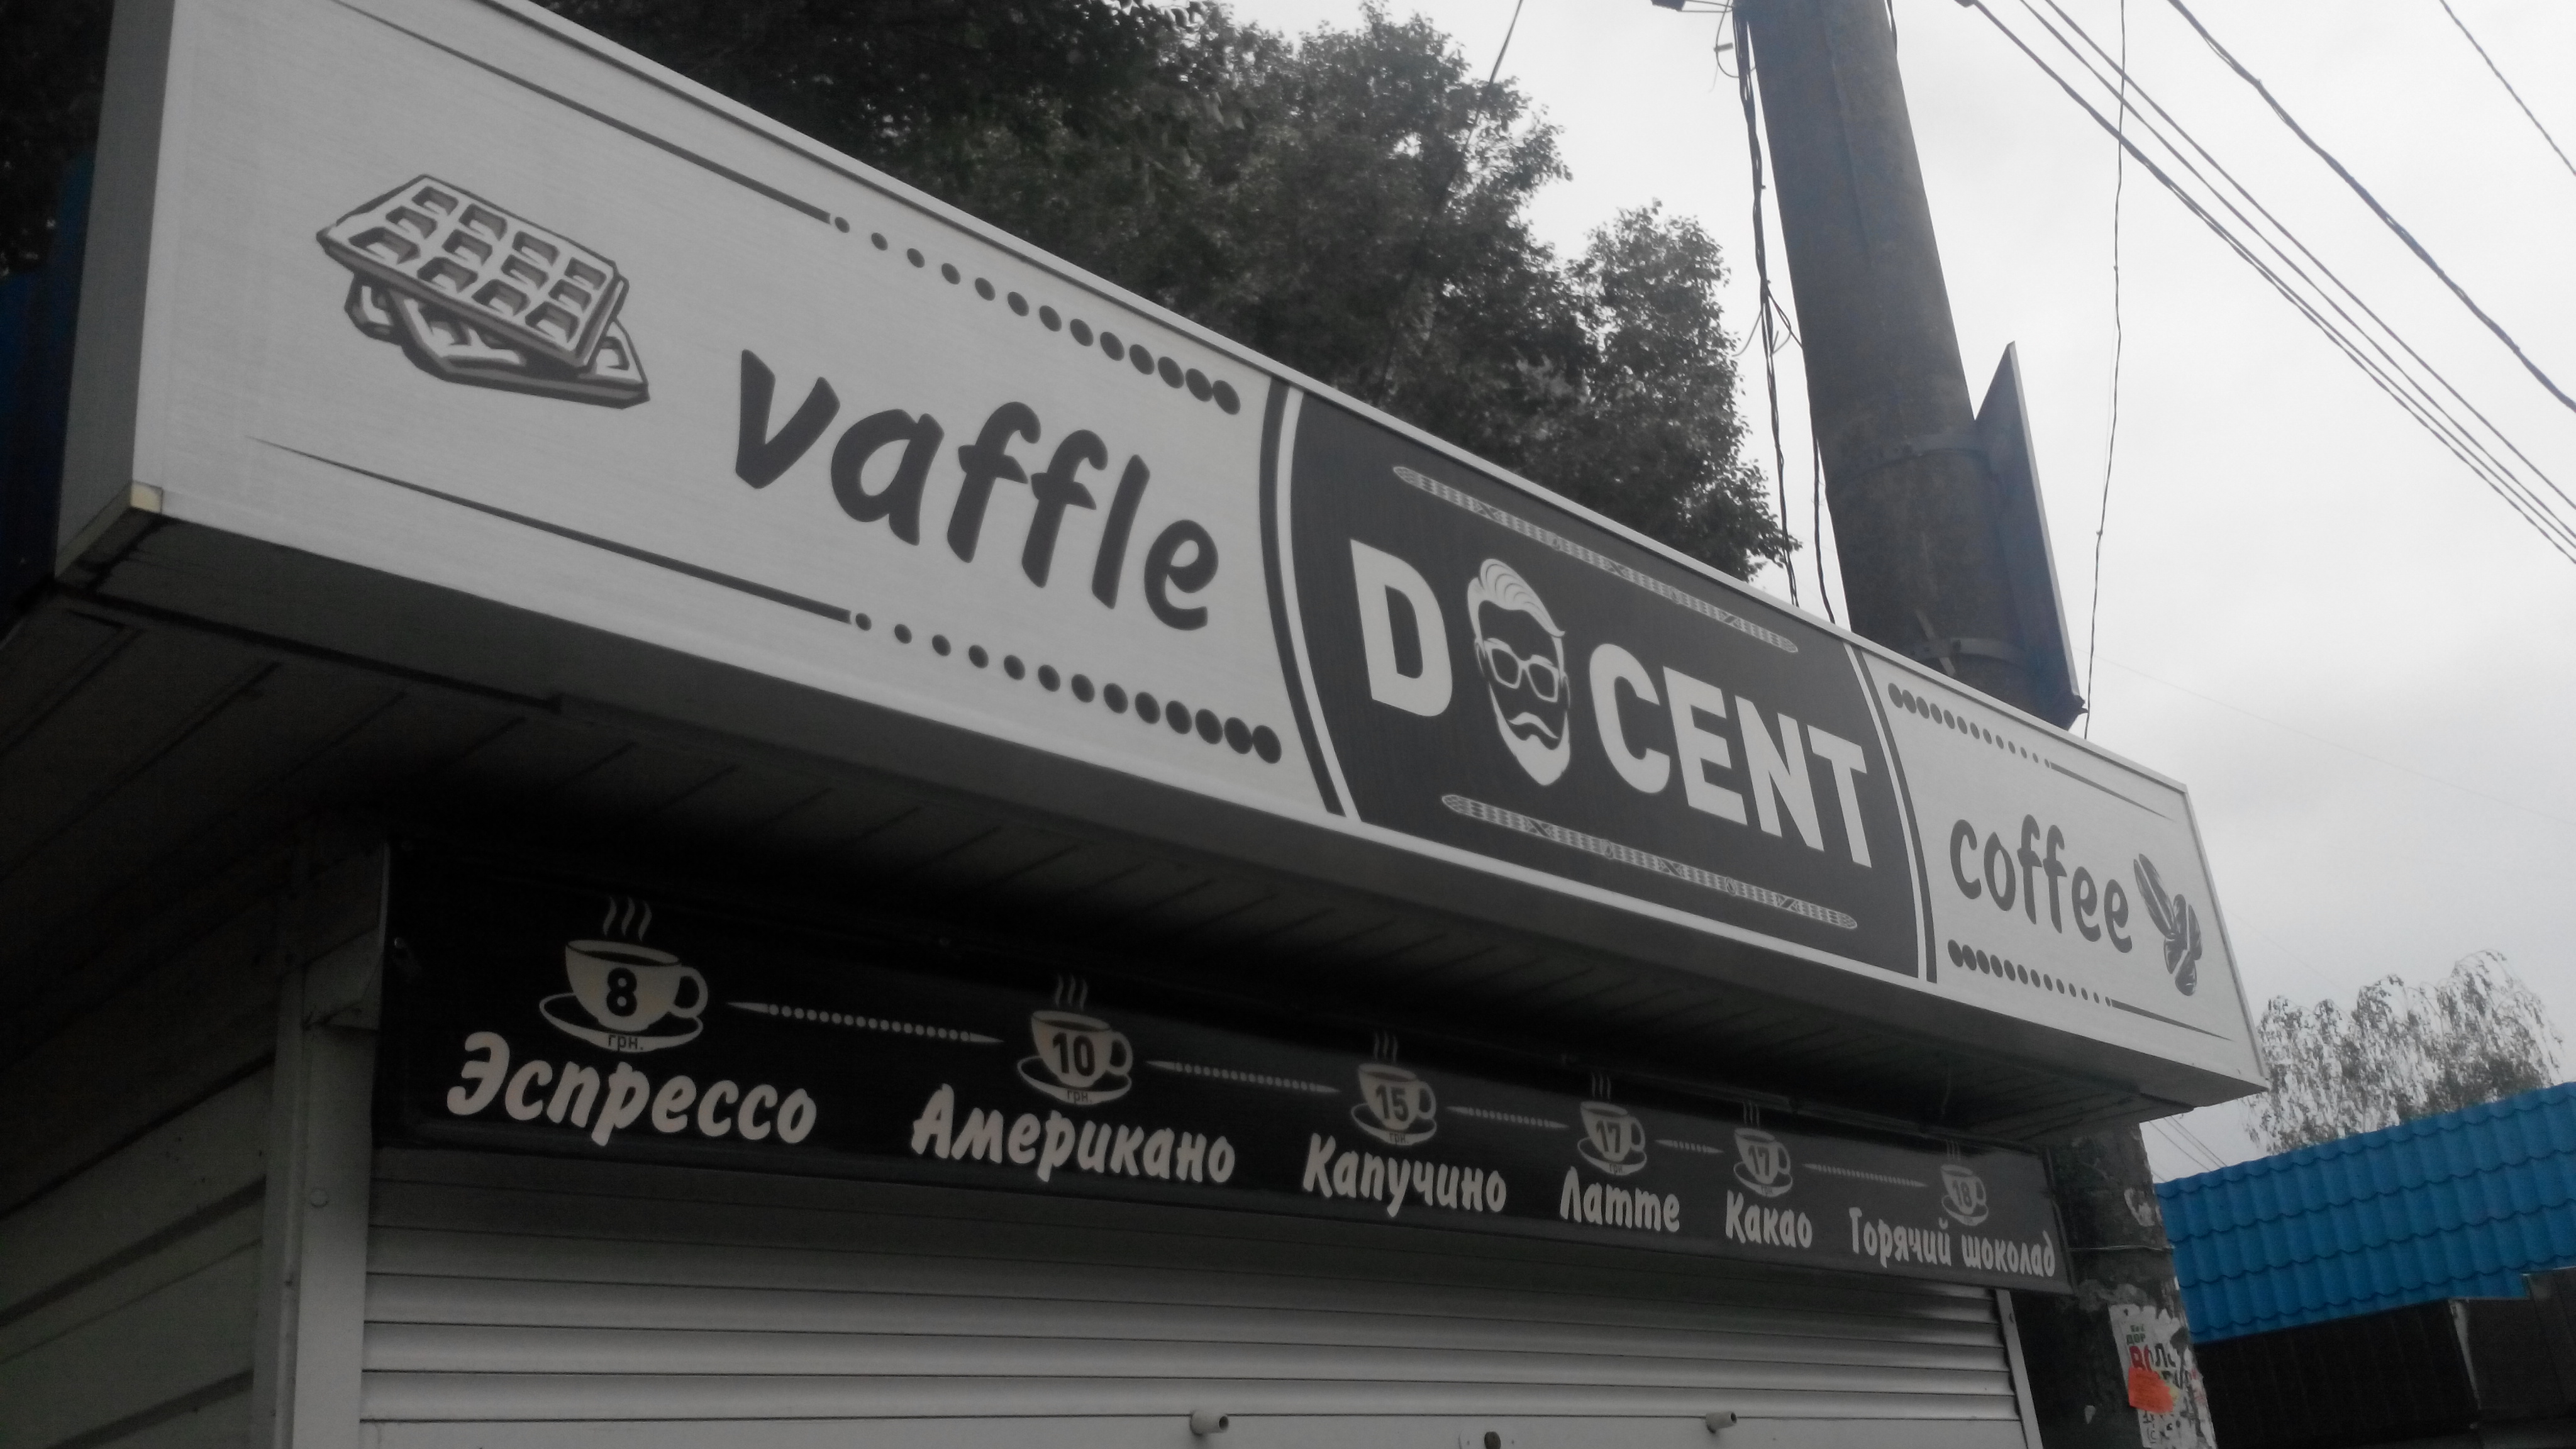 vaffle
DOCENT
coffee
8
грн.
Эспрессо
10
грн.
Американо
15
грн.
Капучино
17
грн
Латте
17
Какао
18
Горячий шоколад